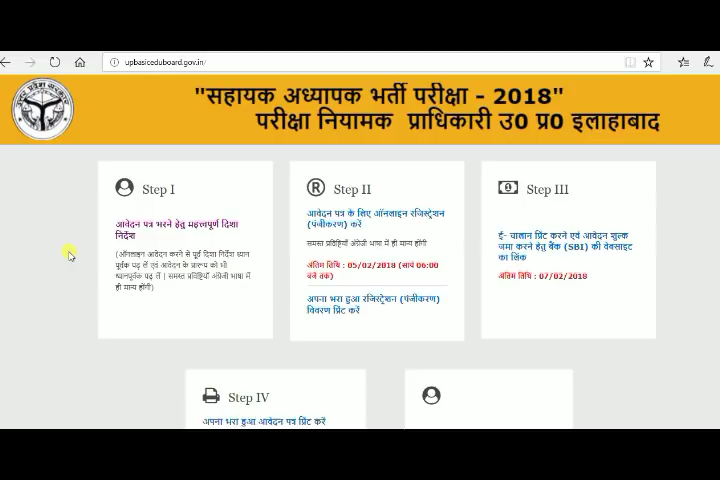 upbasiceduboard.gov.in/
"सहायक अध्यापक भर्ती परीक्षा - 2018"
परीक्षा नियामक प्राधिकारी उ0 प्र0 इलाहाबाद
Step I
आवेदन पत्र भरने हेतु महत्त्वपूर्ण दिशा
निर्देश
(ऑनलाइन आवेदन करने से पूर्व दिशा निर्देश ध्यान
पूर्वक पढ़ लें एवं आवेदन के प्रारूप को भी
ध्यानपूर्वक पढ़ लें | समस्त प्रविष्टियाँ अंग्रेजी भाषा में
ही मान्य होंगी)
Step II
आवेदन पत्र के लिए ऑनलाइन रजिस्ट्रेशन
(पंजीकरण) करें
समस्त प्रविष्टियाँ अंग्रेजी भाषा में ही मान्य होंगी
अंतिम तिथि : 05/02/2018 (सायं 06:00
बजे तक)
अपना भरा हुआ रजिस्ट्रेशन (पंजीकरण)
विवरण प्रिंट करें
Step III
ई- चालान प्रिंट करने एवं आवेदन शुल्क
जमा करने हेतु बैंक (SBI) की वेबसाइट
का लिंक
अंतिम तिथि : 07/02/2018
Step IV
अपना भरा हुआ आवेदन पत्र प्रिंट करें